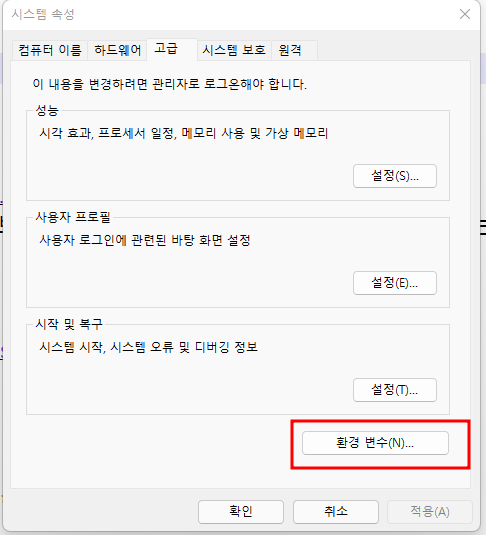 시스템 속성
컴퓨터 이름 하드웨어 고급 시스템 보호 원격
이 내용을 변경하려면 관리자로 로그온해야 합니다.
성능
시각 효과, 프로세서 일정, 메모리 사용 및 가상 메모리
설정(S)...
사용자 프로필
사용자 로그인에 관련된 바탕 화면 설정
설정(E)...
시작 및 복구
시스템 시작, 시스템 오류 및 디버깅 정보
설정(T)...
환경 변수(N)...
확인 취소 적용(A)